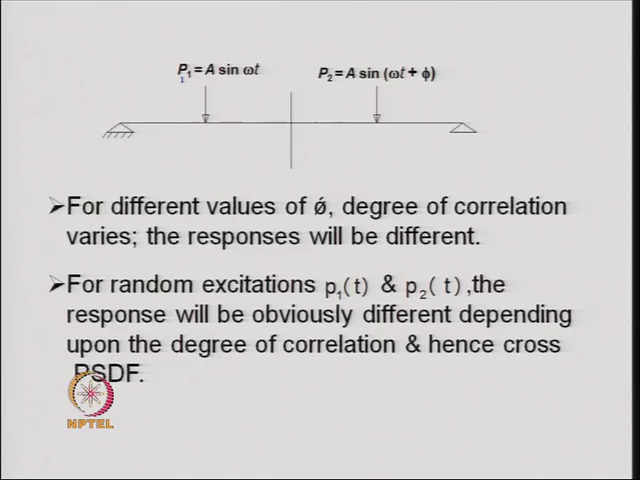 P₁ = A sin ωt
P₂ = A sin (ωt + ϕ)
➢For different values of ǿ, degree of correlation
varies; the responses will be different.
➢For random excitations p₁(t) & p₂( t) ,the
response will be obviously different depending
upon the degree of correlation & hence cross
PSDF.
NPTEL